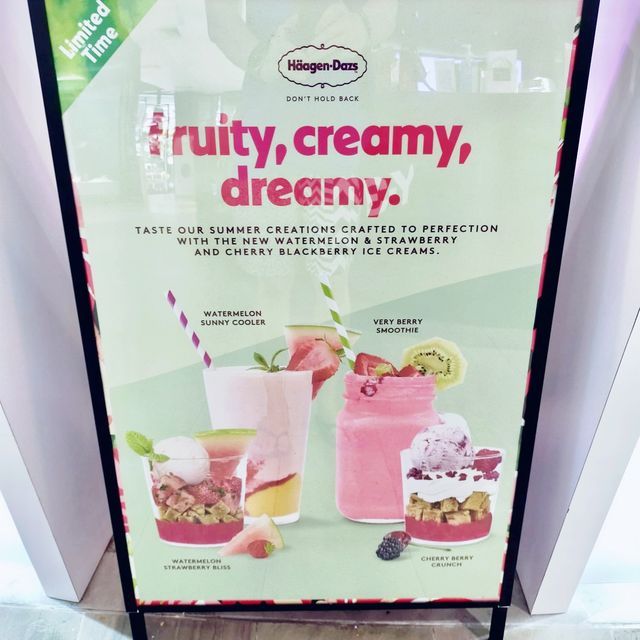 Limited
Time
Häagen-Dazs
DON'T HOLD BACK
fruity, creamy,
dreamy.
TASTE OUR SUMMER CREATIONS CRAFTED TO PERFECTION
WITH THE NEW WATERMELON & STRAWBERRY
AND CHERRY BLACKBERRY ICE CREAMS.
WATERMELON
SUNNY COOLER
VERY BERRY
SMOOTHIE
WATERMELON
STRAWBERRY BLISS
CHERRY BERRY
CRUNCH